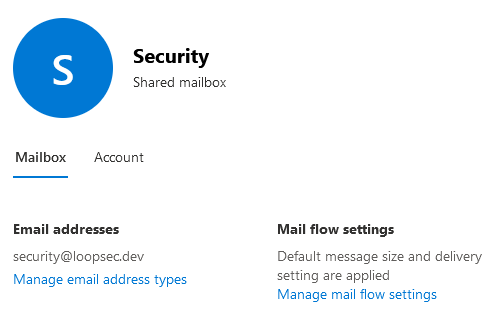 S
Security
Shared mailbox
Mailbox
Account
Email addresses
security@loopsec.dev
Manage email address types
Mail flow settings
Default message size and delivery
setting are applied
Manage mail flow settings